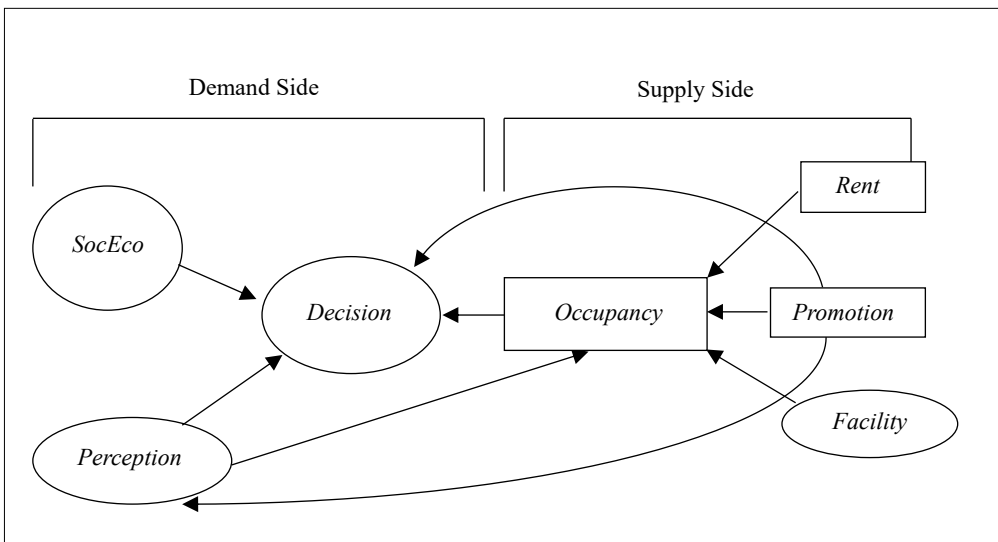 Demand Side
Supply Side
Rent
SocEco
Decision
Occupancy
Promotion
Facility
Perception